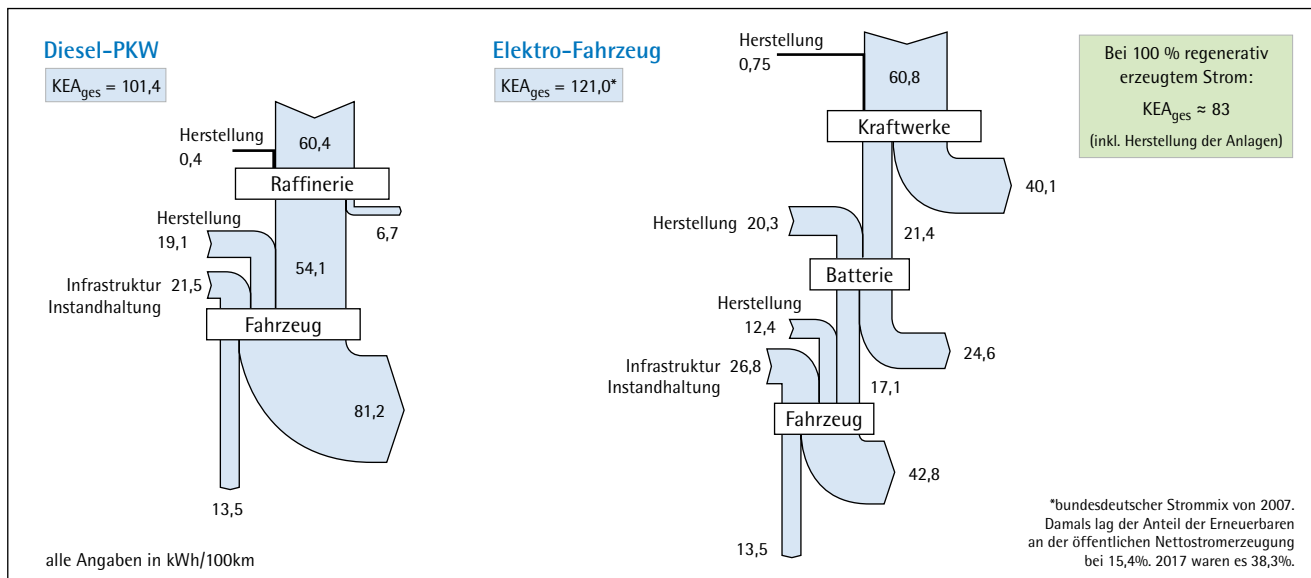 Diesel-PKW
KEAges = 101,4
Herstellung
0,4
60,4
Raffinerie
6,7
Herstellung
19,1
54,1
Infrastruktur 21,5
Instandhaltung
Fahrzeug
81,2
13,5
alle Angaben in kWh/100km
Elektro-Fahrzeug
KEAges = 121,0*
Herstellung
0,75
60,8
Kraftwerke
40,1
Herstellung 20,3
21,4
Batterie
Herstellung
12,4
24,6
Infrastruktur 26,8
Instandhaltung
17,1
Fahrzeug
42,8
13,5
Bei 100 % regenerativ
erzeugtem Strom:
KEAges ≈ 83
(inkl. Herstellung der Anlagen)
*bundesdeutscher Strommix von 2007.
Damals lag der Anteil der Erneuerbaren
an der öffentlichen Nettostromerzeugung
bei 15,4%. 2017 waren es 38,3%.